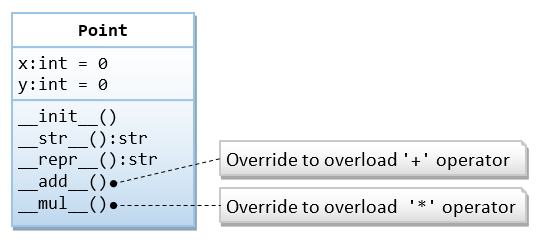 Point
x:int = 0
y:int = 0
__init__()
__str__():str
__repr__():str
__add__()
__mul__()
Override to overload '+' operator
Override to overload '*' operator